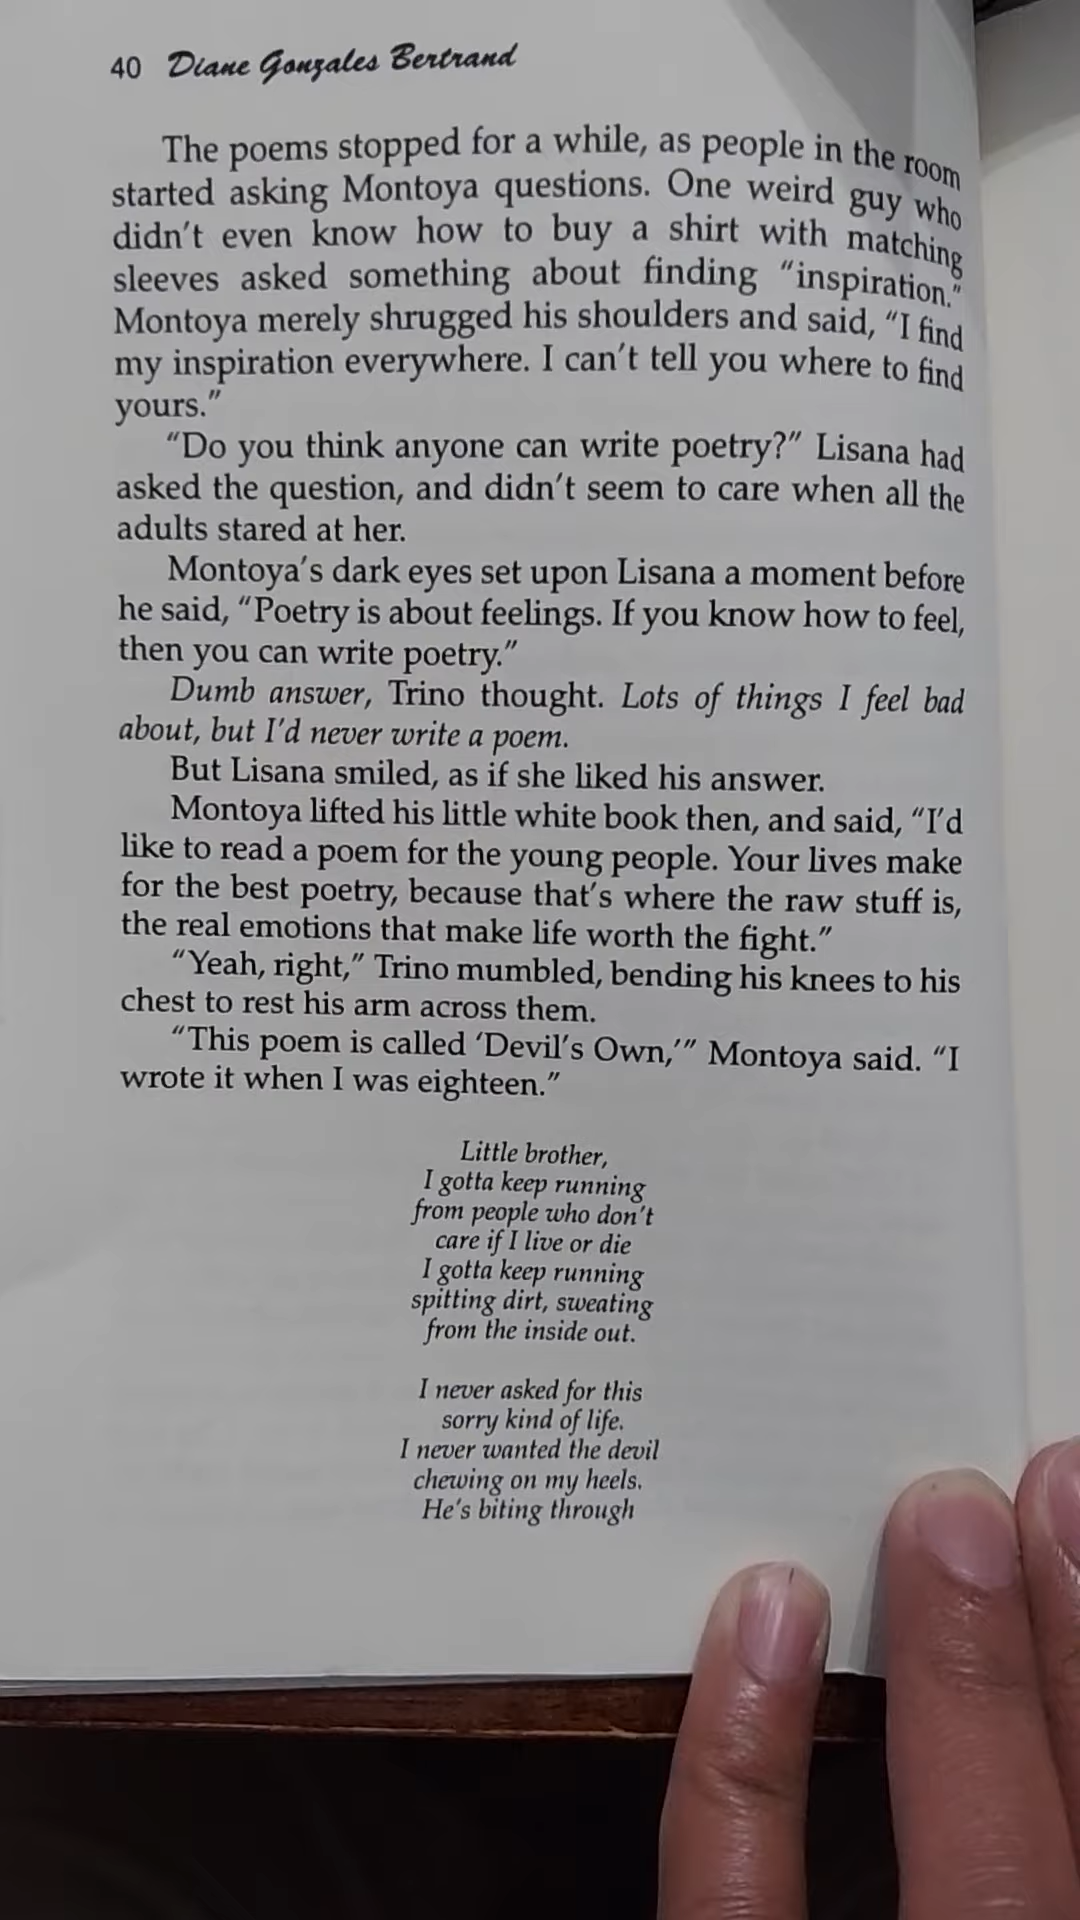 40 Diane Gonzales Bertrand
The poems stopped for a while, as people in the room
started asking Montoya questions. One weird guy who
didn't even know how to buy a shirt with matching
sleeves asked something about finding “inspiration.”
Montoya merely shrugged his shoulders and said, “I find
my inspiration everywhere. I can't tell you where to find
yours.”
“Do you think anyone can write poetry?” Lisana had
asked the question, and didn't seem to care when all the
adults stared at her.
Montoya's dark eyes set upon Lisana a moment before
he said, “Poetry is about feelings. If you know how to feel,
then you can write poetry.”
Dumb answer, Trino thought. Lots of things I feel bad
about, but I'd never write a poem.
But Lisana smiled, as if she liked his answer.
Montoya lifted his little white book then, and said, “I'd
like to read a poem for the young people. Your lives make
for the best poetry, because that's where the raw stuff is,
the real emotions that make life worth the fight.”
“Yeah, right,” Trino mumbled, bending his knees to his
chest to rest his arm across them.
“This poem is called ‘Devil's Own,’” Montoya said. “I
wrote it when I was eighteen.”
Little brother,
I gotta keep running
from people who don't
care if I live or die
I gotta keep running
spitting dirt, sweating
from the inside out.
I never asked for this
sorry kind of life.
I never wanted the devil
chewing on my heels.
He's biting through